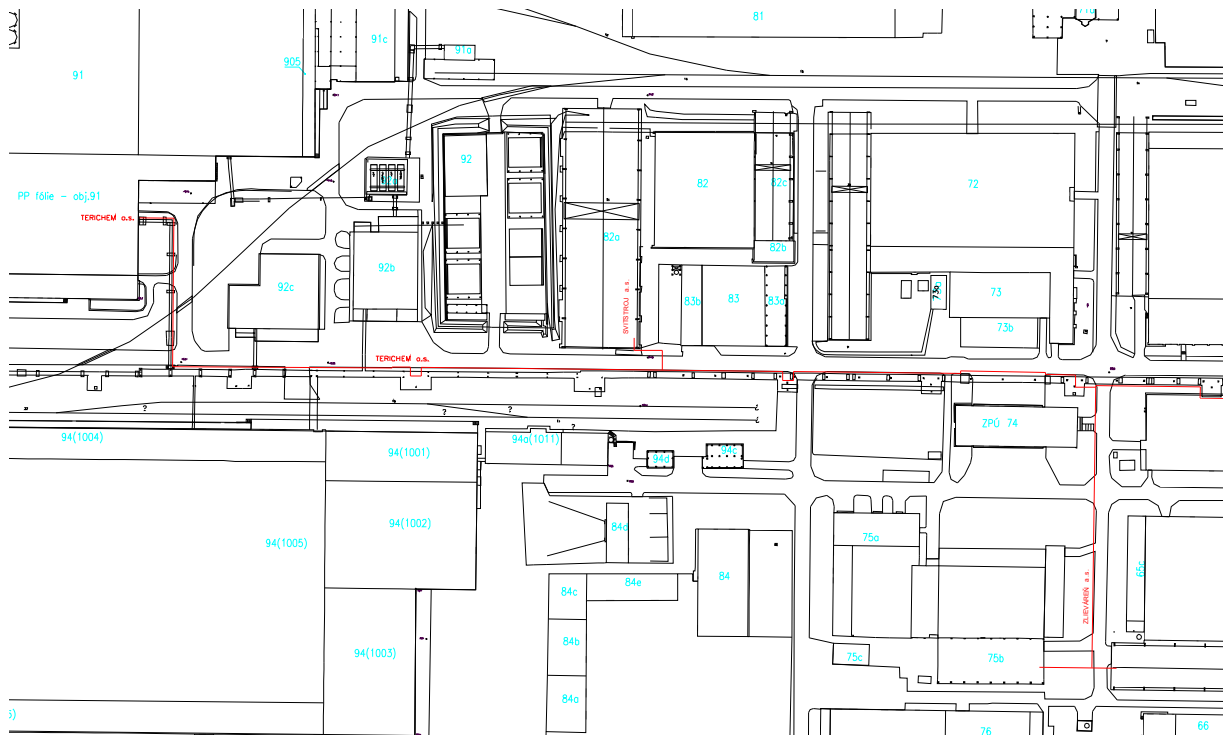 81
91c
91a
905
91
92
82
82c
72
PP fólie - obj.91
TERICHEM a.s.
82a
82b
92b
92c
83b
83
83a
73a
73
73b
SVITSTROJ a.s.
TERICHEM a.s.
ZPÚ 74
94(1004)
94(1001)
94a(1011)
94d
94c
94(1002)
94(1005)
84d
75a
84
84e
84c
65c
ZLIEVÁREŇ a.s.
84b
94(1003)
75c
75b
84a
76
66